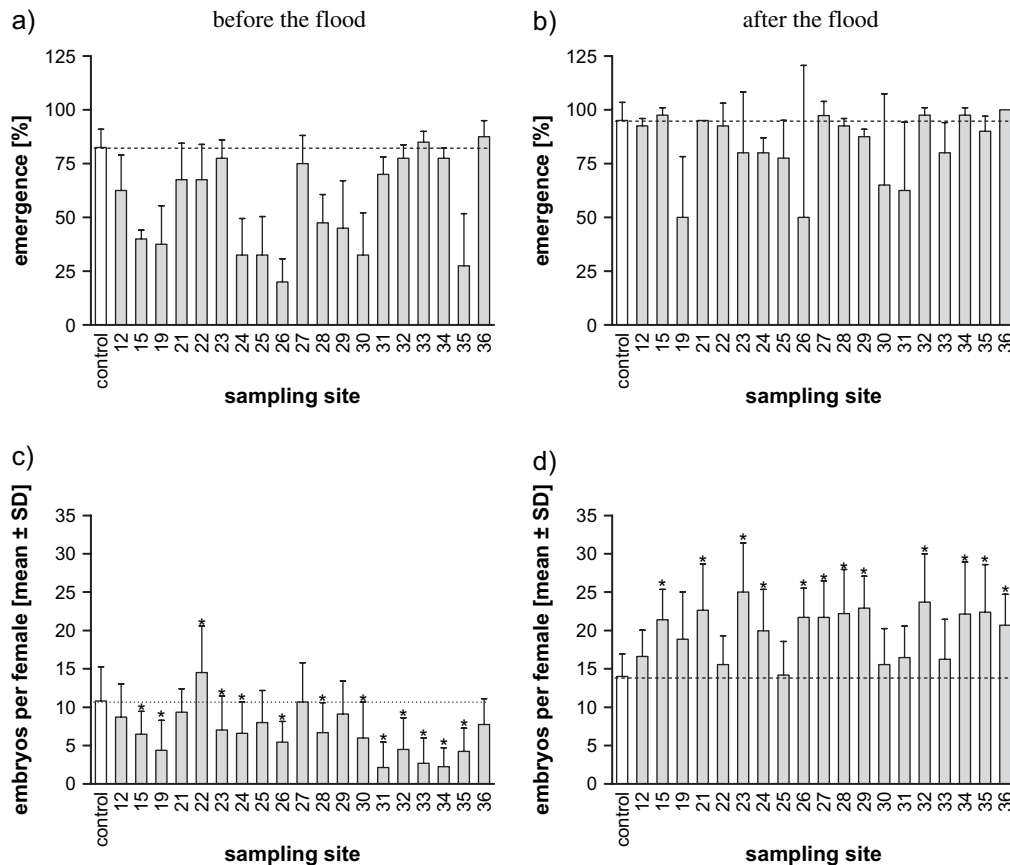 a) before the flood
b) after the flood
emergence [%]
125
100
75
50
25
0
control 12 15 19 21 22 23 24 25 26 27 28 29 30 31 32 33 34 35 36
sampling site
emergence [%]
125
100
75
50
25
0
control 12 15 19 21 22 23 24 25 26 27 28 29 30 31 32 33 34 35 36
sampling site
c)
embryos per female [mean ± SD]
35
30
25
20
15
10
5
0
* * * * * * * * * * * * *
control 12 15 19 21 22 23 24 25 26 27 28 29 30 31 32 33 34 35 36
sampling site
d)
embryos per female [mean ± SD]
35
30
25
20
15
10
5
0
* * * * * * * * * * * *
control 12 15 19 21 22 23 24 25 26 27 28 29 30 31 32 33 34 35 36
sampling site